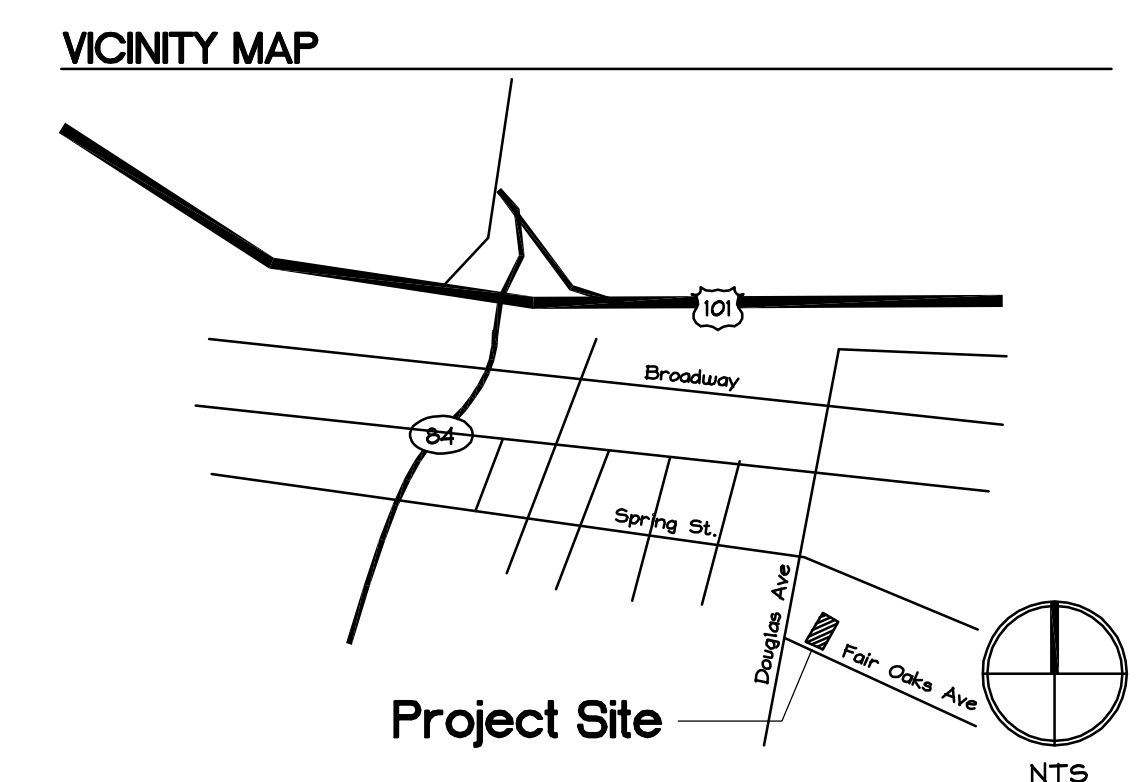 VICINITY MAP
101
Broadway
84
Spring St.
Douglas Ave
Fair Oaks Ave
Project Site
NTS